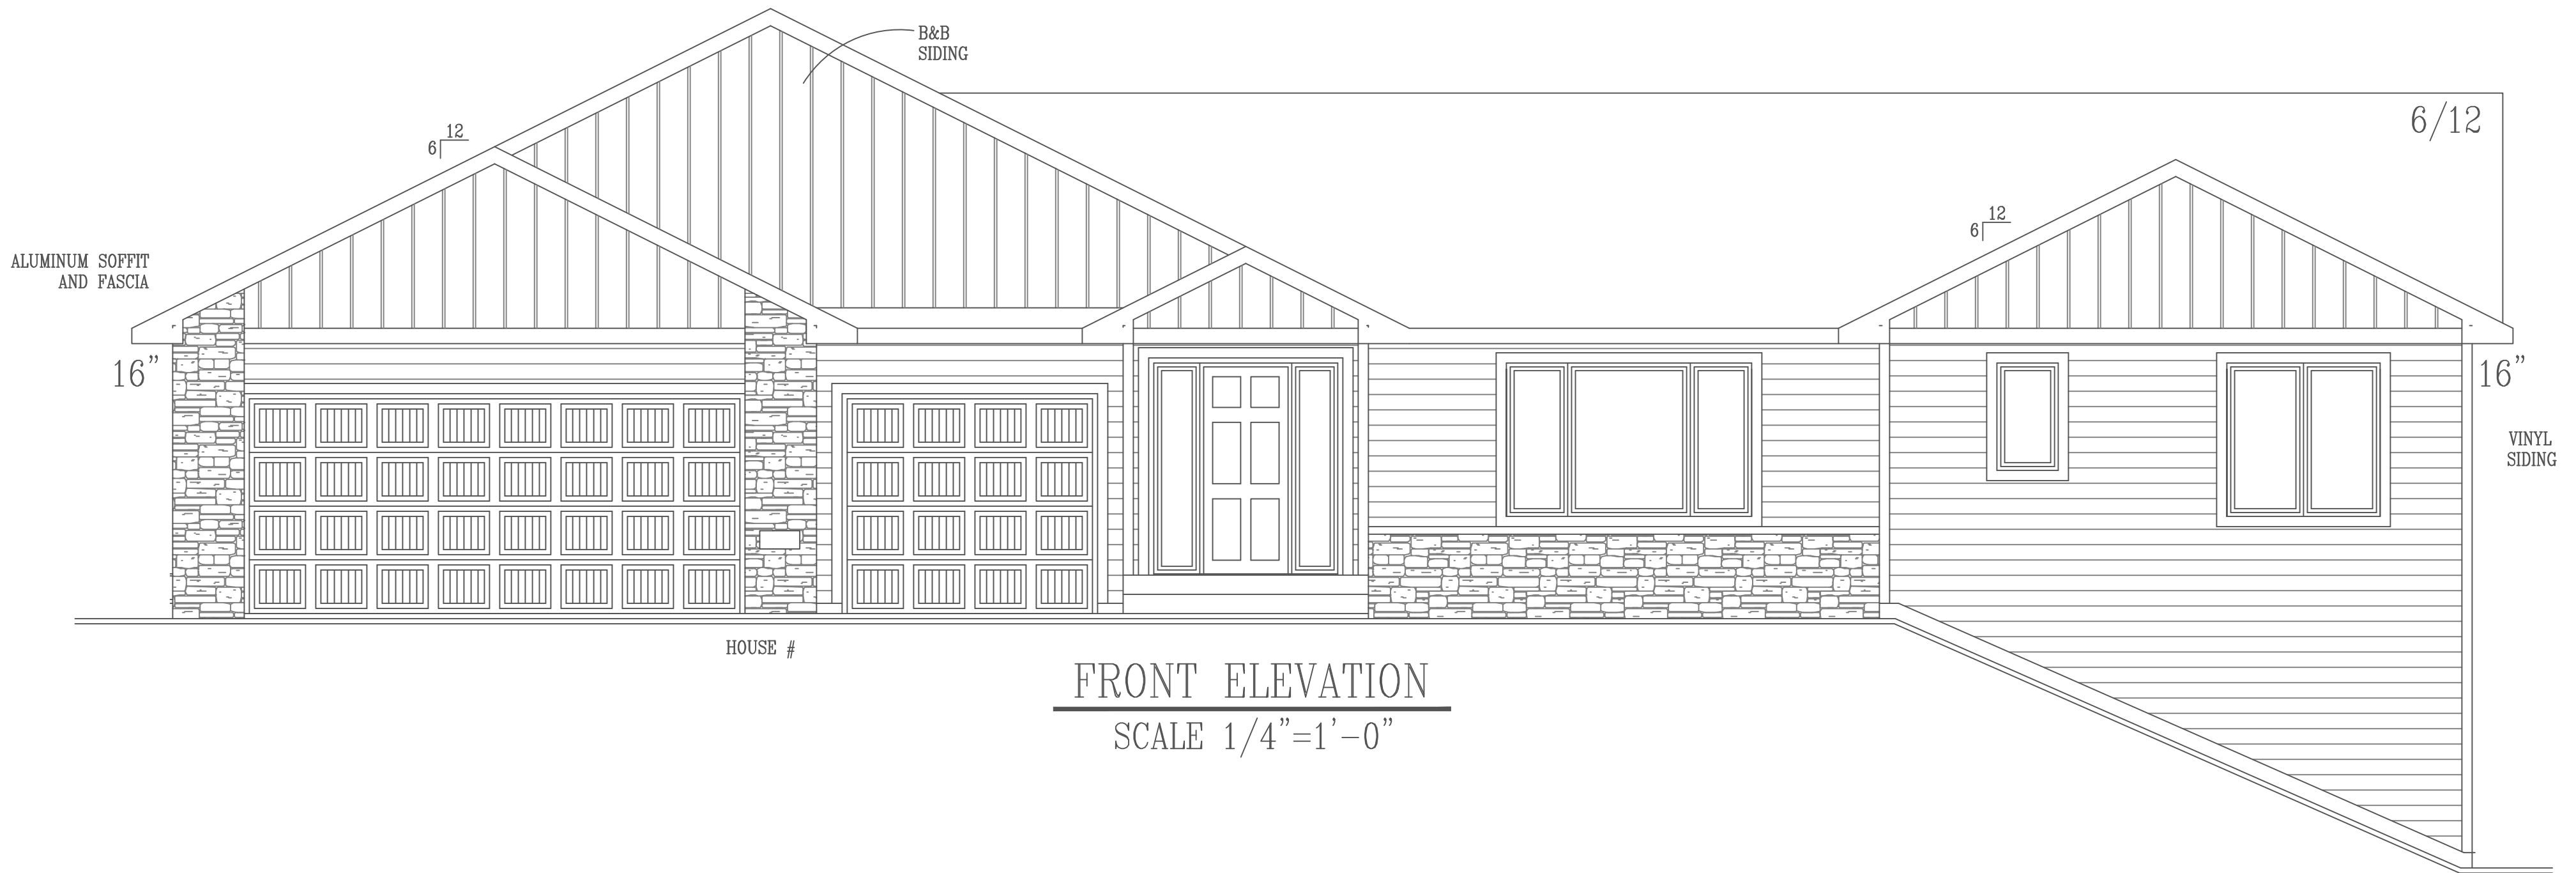 B&B
SIDING
6/12
12
6
12
6
ALUMINUM SOFFIT
AND FASCIA
16"
16"
VINYL
SIDING
HOUSE #
FRONT ELEVATION
SCALE 1/4"=1'-0"